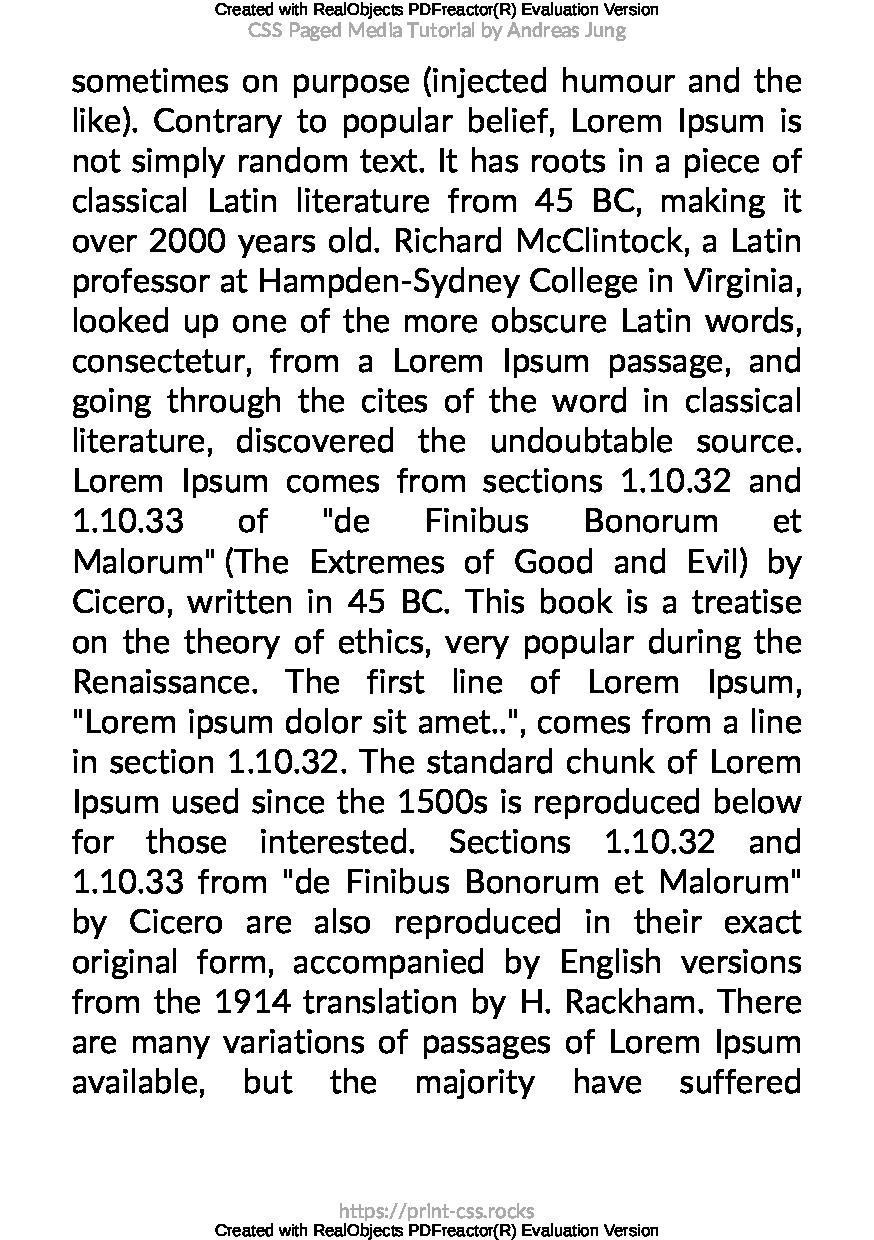 Created with RealObjects PDFreactor(R) Evaluation Version
CSS Paged Media Tutorial by Andreas Jung
sometimes on purpose (injected humour and the
like). Contrary to popular belief, Lorem Ipsum is
not simply random text. It has roots in a piece of
classical Latin literature from 45 BC, making it
over 2000 years old. Richard McClintock, a Latin
professor at Hampden-Sydney College in Virginia,
looked up one of the more obscure Latin words,
consectetur, from a Lorem Ipsum passage, and
going through the cites of the word in classical
literature, discovered the undoubtable source.
Lorem Ipsum comes from sections 1.10.32 and
1.10.33 of "de Finibus Bonorum et
Malorum" (The Extremes of Good and Evil) by
Cicero, written in 45 BC. This book is a treatise
on the theory of ethics, very popular during the
Renaissance. The first line of Lorem Ipsum,
"Lorem ipsum dolor sit amet..", comes from a line
in section 1.10.32. The standard chunk of Lorem
Ipsum used since the 1500s is reproduced below
for those interested. Sections 1.10.32 and
1.10.33 from "de Finibus Bonorum et Malorum"
by Cicero are also reproduced in their exact
original form, accompanied by English versions
from the 1914 translation by H. Rackham. There
are many variations of passages of Lorem Ipsum
available, but the majority have suffered
https://print-css.rocks
Created with RealObjects PDFreactor(R) Evaluation Version